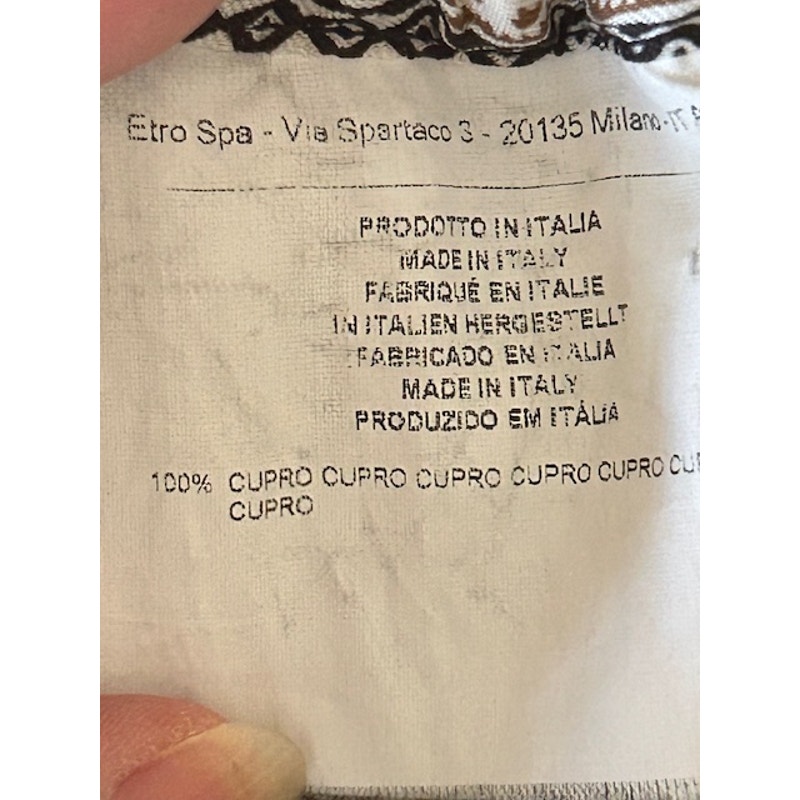 Etro Spa - Via Spartaco 3 - 20135 Milano-IT
PRODOTTO IN ITALIA
MADE IN ITALY
FABRIQUÉ EN ITALIE
IN ITALIEN HERGESTELLT
FABRICADO EN ITALIA
MADE IN ITALY
PRODUZIDO EM ITÁLIA
100% CUPRO CUPRO CUPRO CUPRO CUPRO
CUPRO